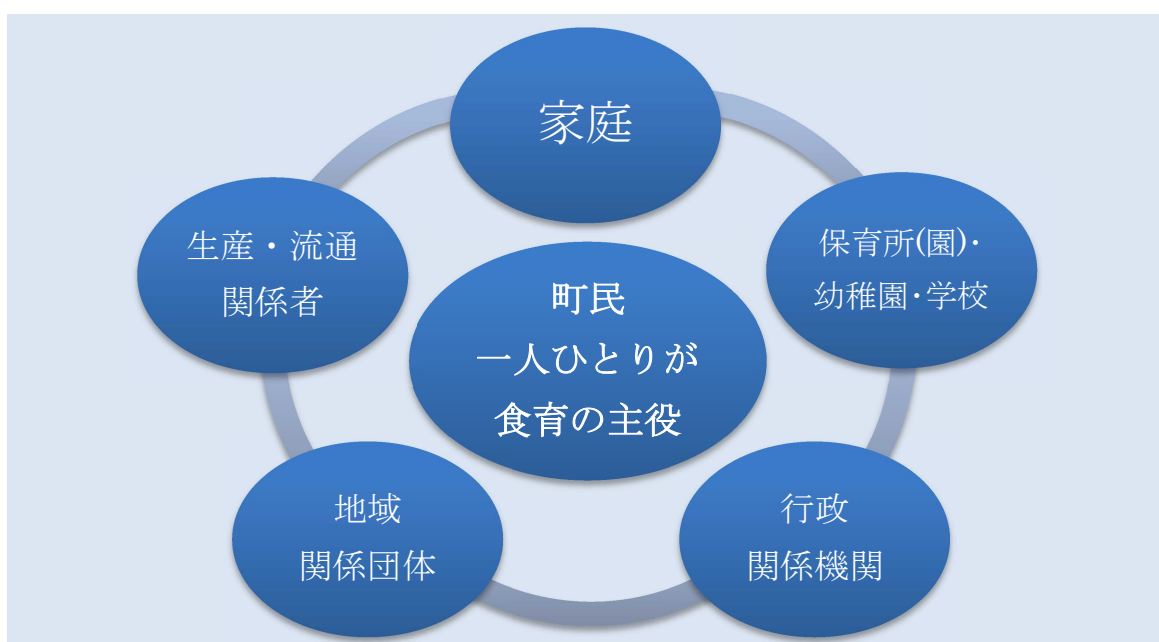 家庭
生産・流通
関係者
保育所(園)･
幼稚園･学校
町民
一人ひとりが
食育の主役
地域
関係団体
行政
関係機関